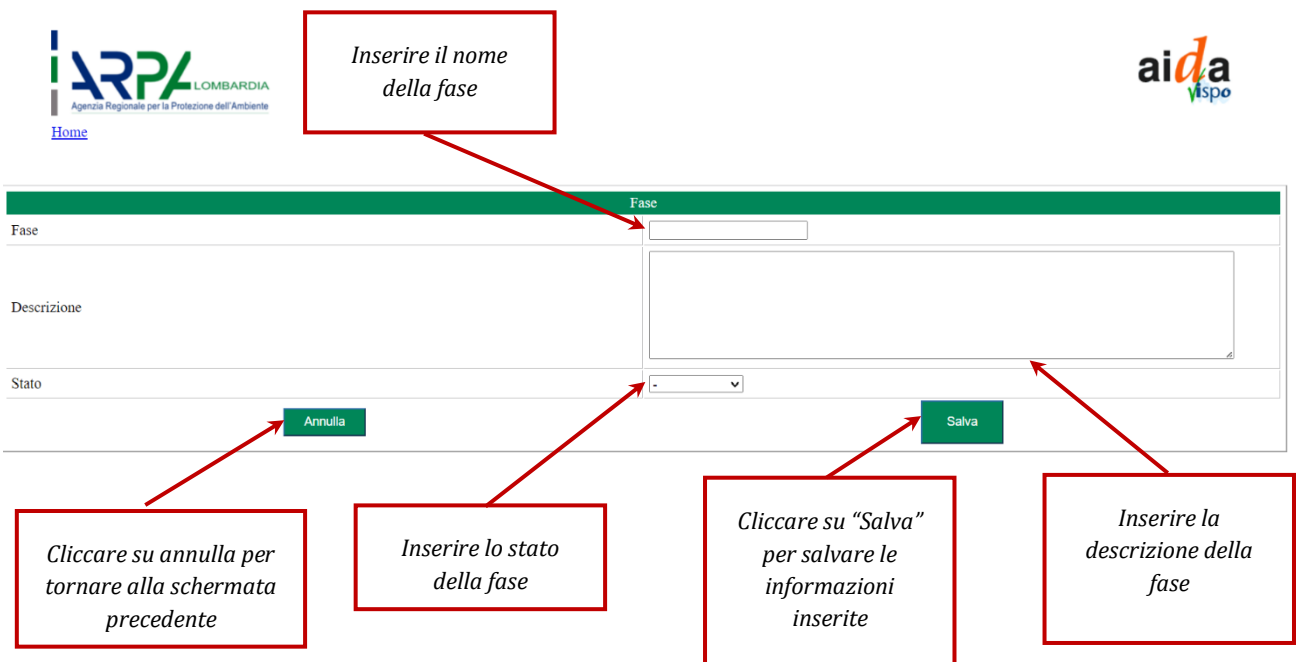 ARPA LOMBARDIA
Agenzia Regionale per la Protezione dell'Ambiente
Home
Inserire il nome
della fase
aida
vispo
Fase
Fase
Descrizione
Stato
-
Annulla
Salva
Cliccare su annulla per
tornare alla schermata
precedente
Inserire lo stato
della fase
Cliccare su “Salva”
per salvare le
informazioni
inserite
Inserire la
descrizione della
fase